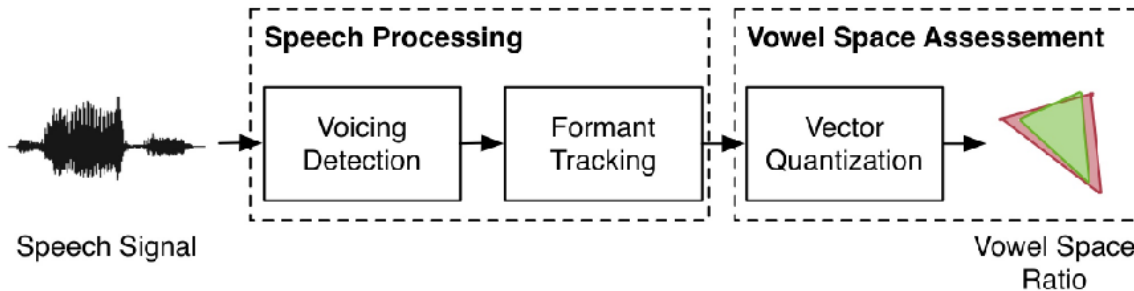 Speech Processing
Vowel Space Assessement
Voicing
Detection
Formant
Tracking
Vector
Quantization
Speech Signal
Vowel Space
Ratio